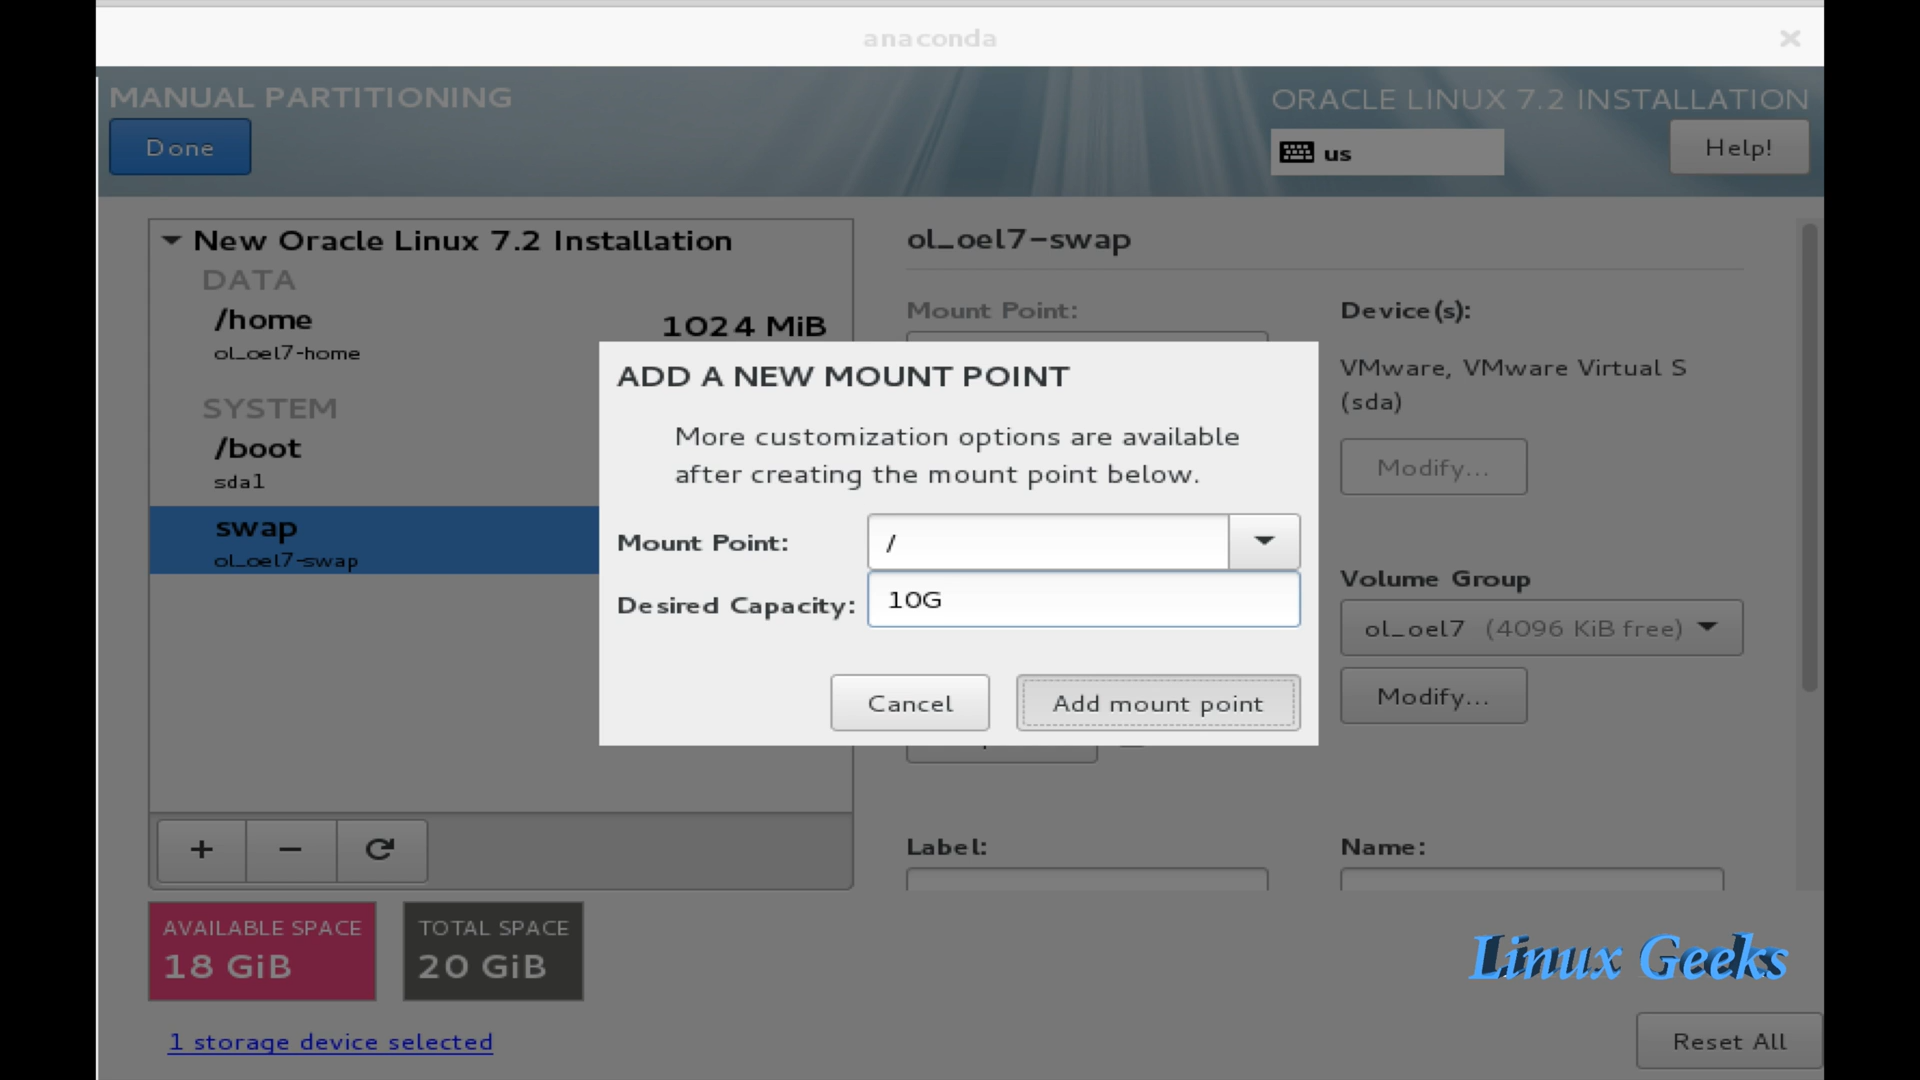 anaconda
MANUAL PARTITIONING
ORACLE LINUX 7.2 INSTALLATION
Done
us
Help!
New Oracle Linux 7.2 Installation
DATA
/home
1024 MiB
ol_oel7-home
SYSTEM
/boot
sda1
swap
ol_oel7-swap
ol_oel7-swap
Mount Point:
Device(s):
VMware, VMware Virtual S
(sda)
Modify...
Volume Group
ol_oel7 (4096 KiB free)
Modify...
Label:
Name:
ADD A NEW MOUNT POINT
More customization options are available
after creating the mount point below.
Mount Point:
/
Desired Capacity:
10G
Cancel
Add mount point
+
−
AVAILABLE SPACE
18 GiB
TOTAL SPACE
20 GiB
Linux Geeks
1 storage device selected
Reset All